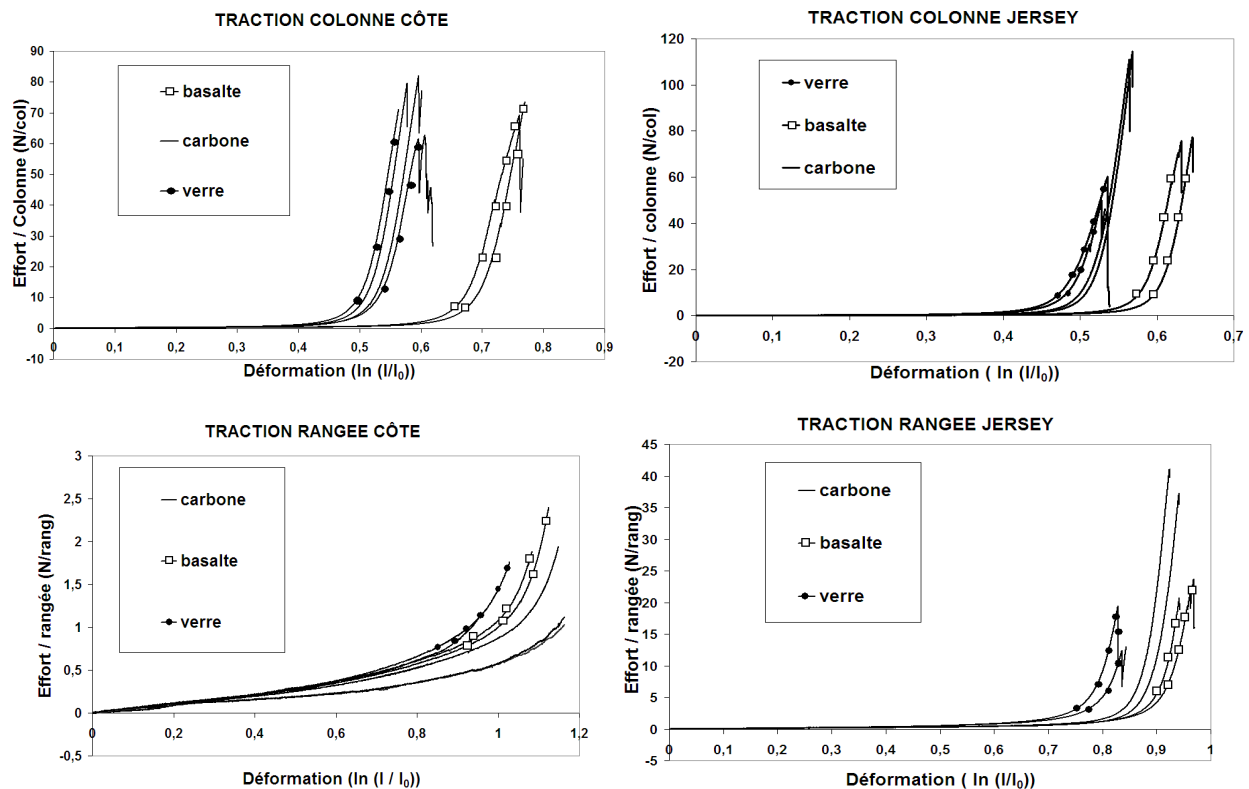 TRACTION COLONNE CÔTE
Effort / Colonne (N/col)
90
80
70
60
50
40
30
20
10
0
-10
basalte
carbone
verre
0 0,1 0,2 0,3 0,4 0,5 0,6 0,7 0,8 0,9
Déformation (ln (l/l₀))
TRACTION COLONNE JERSEY
Effort / colonne (N/col)
120
100
80
60
40
20
0
-20
verre
basalte
carbone
0 0,1 0,2 0,3 0,4 0,5 0,6 0,7
Déformation ( ln (l/l₀))
TRACTION RANGEE CÔTE
Effort / rangée (N/rang)
3
2,5
2
1,5
1
0,5
0
-0,5
carbone
basalte
verre
0 0,2 0,4 0,6 0,8 1 1,2
Déformation (ln (l / l₀))
TRACTION RANGEE JERSEY
Effort / rangée (N/rang)
45
40
35
30
25
20
15
10
5
0
-5
carbone
basalte
verre
0 0,1 0,2 0,3 0,4 0,5 0,6 0,7 0,8 0,9 1
Déformation ( ln (l/l₀))